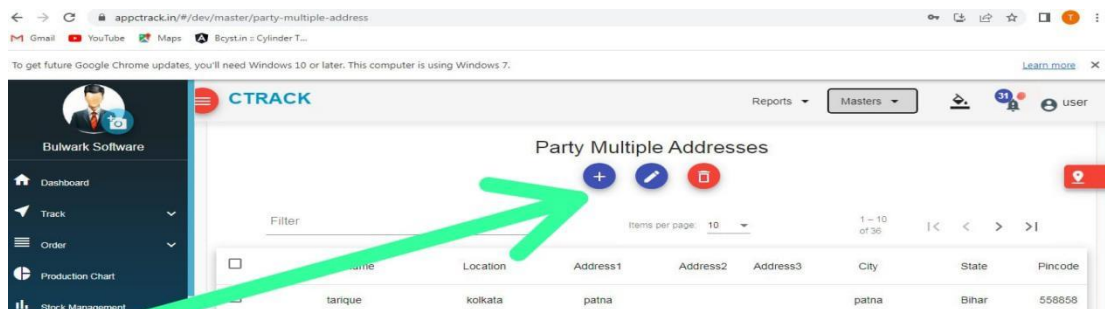 appctrack.in/#/dev/master/party-multiple-address
Gmail YouTube Maps Bcyst.in :: Cylinder T...
To get future Google Chrome updates, you'll need Windows 10 or later. This computer is using Windows 7. Learn more
CTRACK Reports Masters 31 user
Bulwark Software
Party Multiple Addresses
Dashboard
Track
Filter Items per page: 10 1 – 10 of 36
Order
Location Address1 Address2 Address3 City State Pincode
Production Chart
tarique kolkata patna patna Bihar 558858
Stock Management